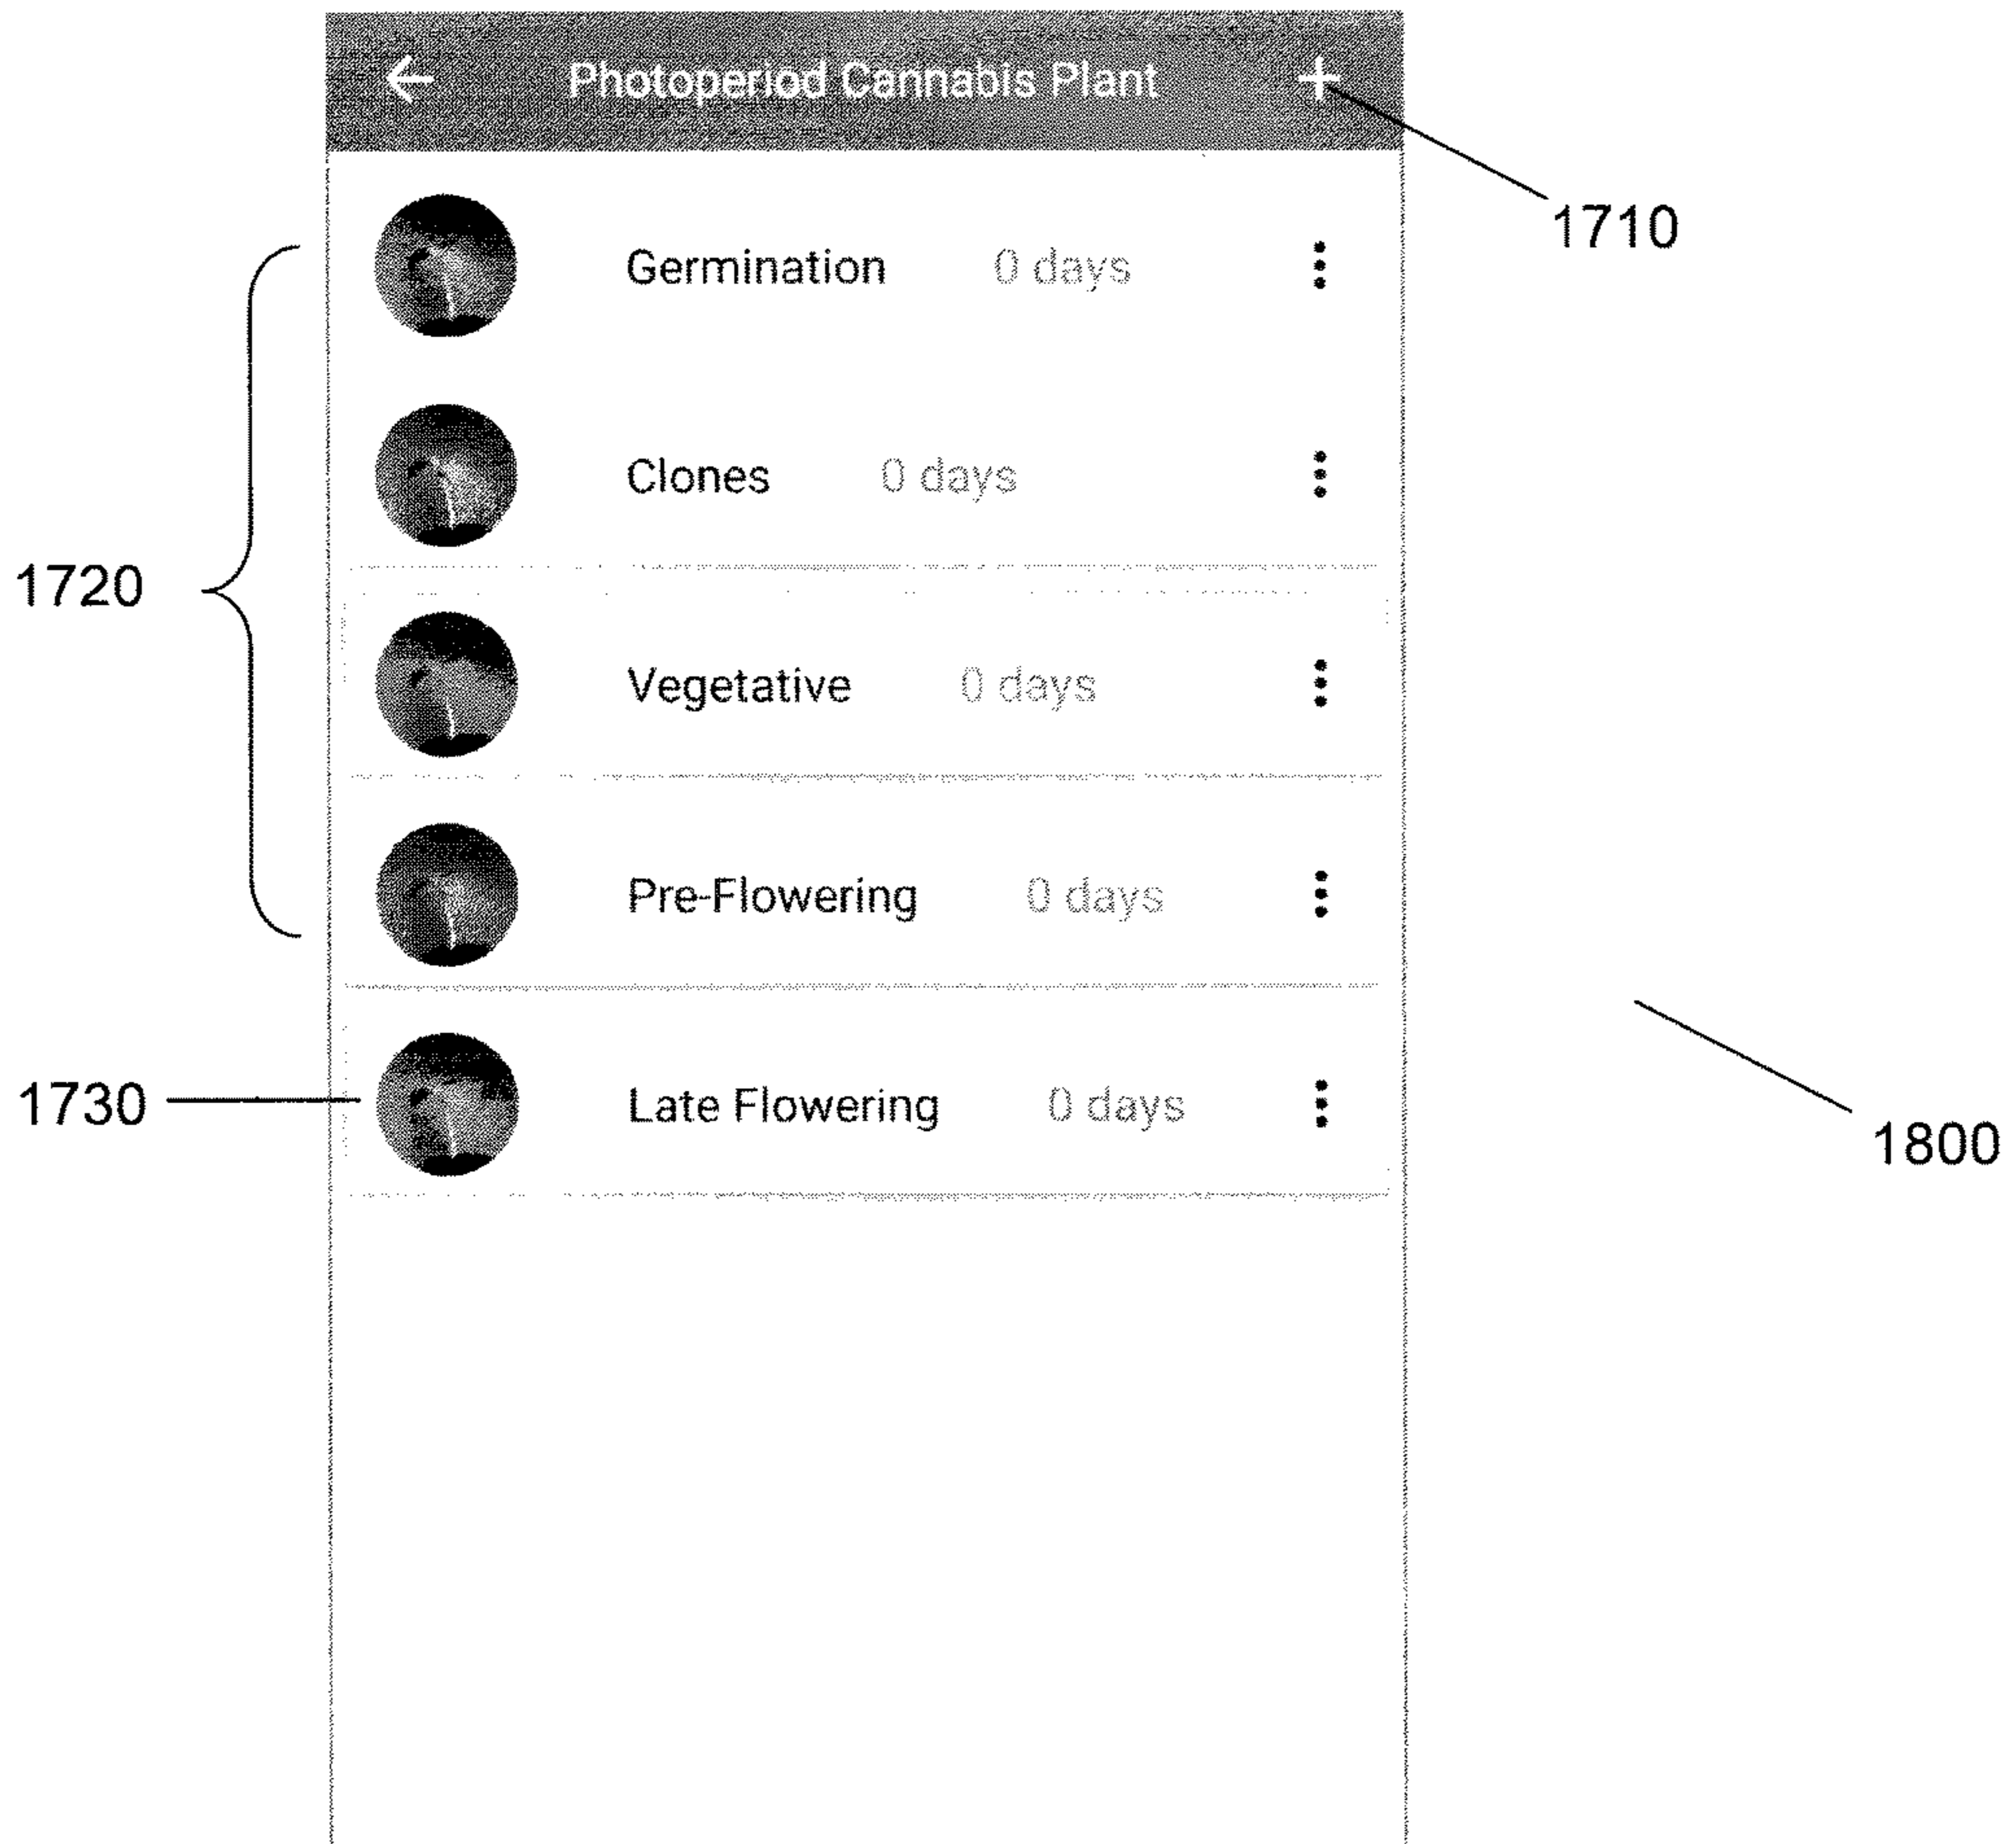 Photoperiod Cannabis Plant +
1710
Germination 0 days
Clones 0 days
1720
Vegetative 0 days
Pre-Flowering 0 days
1730
Late Flowering 0 days
1800